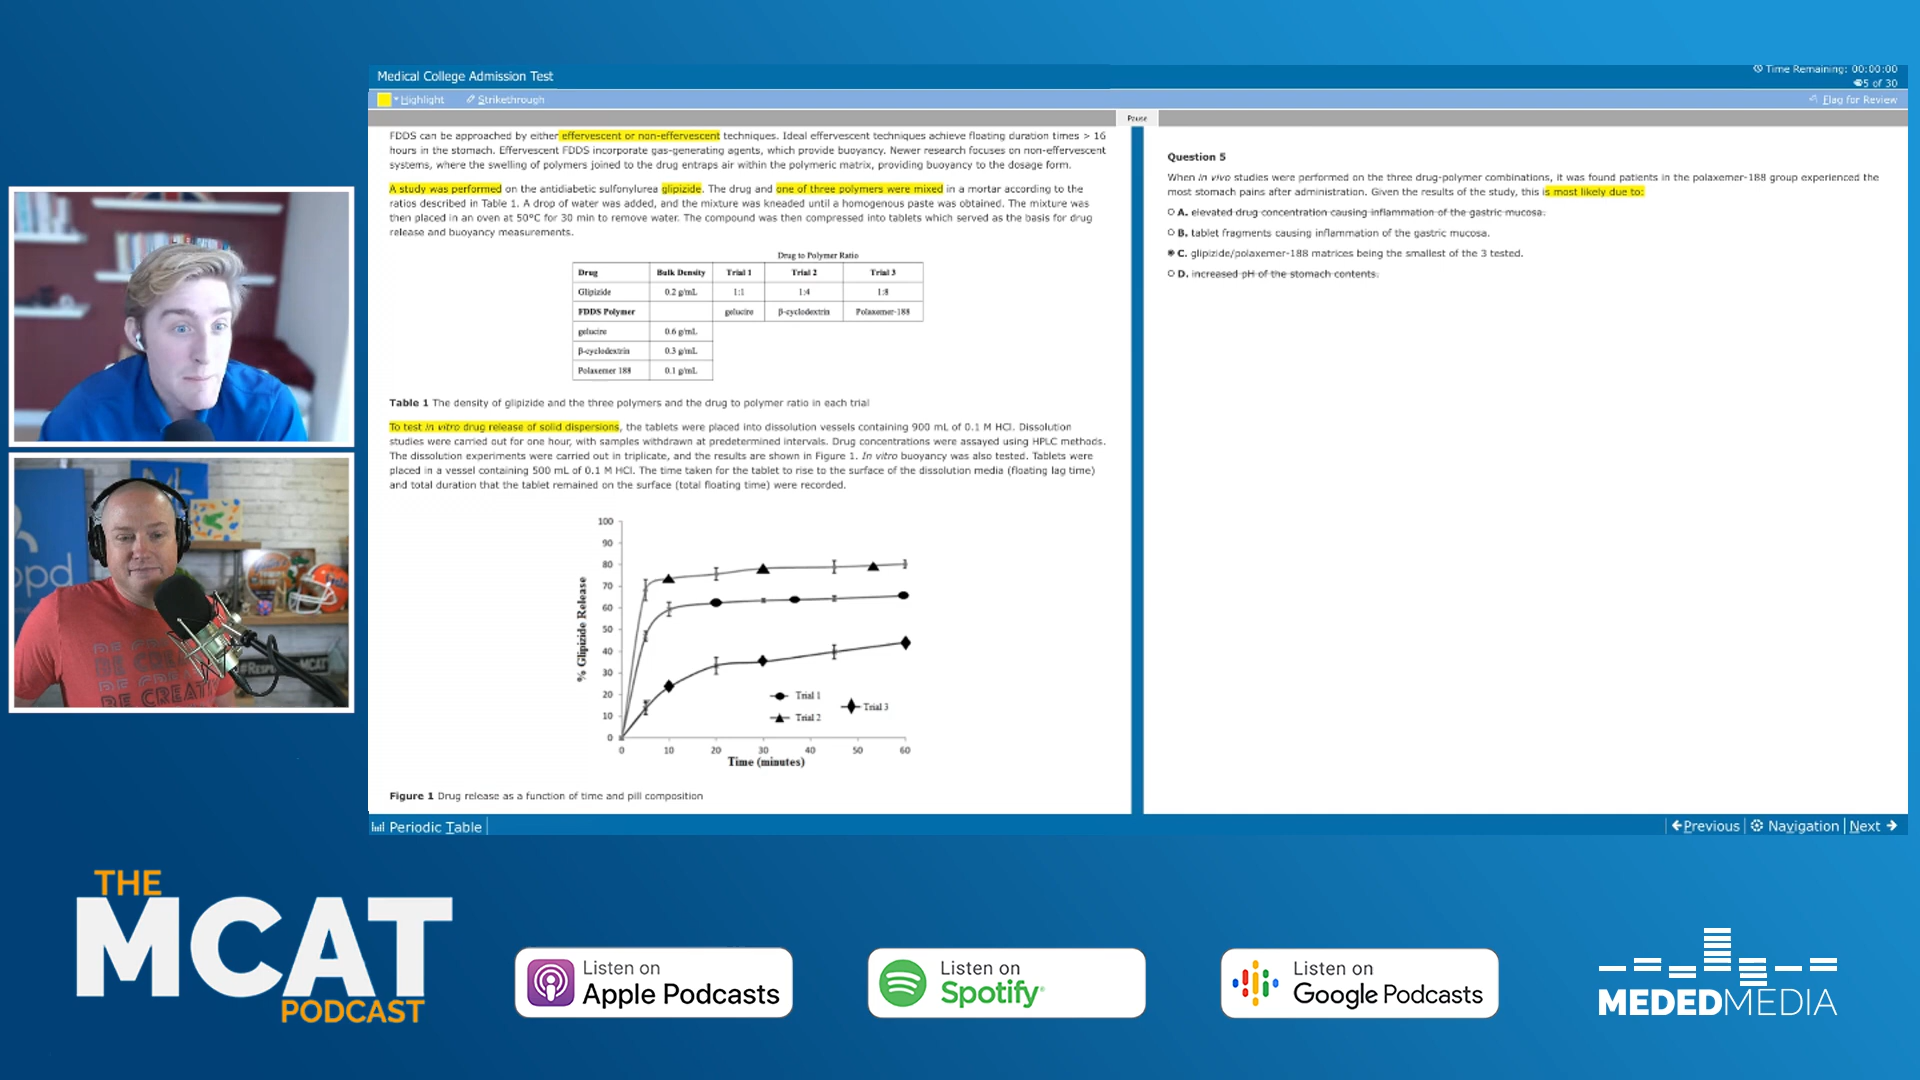 Medical College Admission Test
Time Remaining: 00:00:00
5 of 30
Highlight Strikethrough
Flag for Review
Pause
FDDS can be approached by either effervescent or non-effervescent techniques. Ideal effervescent techniques achieve floating duration times > 16
hours in the stomach. Effervescent FDDS incorporate gas-generating agents, which provide buoyancy. Newer research focuses on non-effervescent
systems, where the swelling of polymers joined to the drug entraps air within the polymeric matrix, providing buoyancy to the dosage form.
A study was performed on the antidiabetic sulfonylurea glipizide. The drug and one of three polymers were mixed in a mortar according to the
ratios described in Table 1. A drop of water was added, and the mixture was kneaded until a homogenous paste was obtained. The mixture was
then placed in an oven at 50°C for 30 min to remove water. The compound was then compressed into tablets which served as the basis for drug
release and buoyancy measurements.
Drug to Polymer Ratio
Drug Bulk Density Trial 1 Trial 2 Trial 3
Glipizide 0.2 g/mL 1:1 1:4 1:8
FDDS Polymer gelucire β-cyclodextrin Polaxemer-188
gelucire 0.6 g/mL
β-cyclodextrin 0.3 g/mL
Polaxemer 188 0.1 g/mL
Table 1 The density of glipizide and the three polymers and the drug to polymer ratio in each trial
To test in vitro drug release of solid dispersions, the tablets were placed into dissolution vessels containing 900 mL of 0.1 M HCl. Dissolution
studies were carried out for one hour, with samples withdrawn at predetermined intervals. Drug concentrations were assayed using HPLC methods.
The dissolution experiments were carried out in triplicate, and the results are shown in Figure 1. In vitro buoyancy was also tested. Tablets were
placed in a vessel containing 500 mL of 0.1 M HCl. The time taken for the tablet to rise to the surface of the dissolution media (floating lag time)
and total duration that the tablet remained on the surface (total floating time) were recorded.
% Glipizide Release
100
90
80
70
60
50
40
30
20
10
0
Trial 1
Trial 2
Trial 3
0 10 20 30 40 50 60
Time (minutes)
Figure 1 Drug release as a function of time and pill composition
Question 5
When in vivo studies were performed on the three drug-polymer combinations, it was found patients in the polaxemer-188 group experienced the
most stomach pains after administration. Given the results of the study, this is most likely due to:
A. elevated drug concentration causing inflammation of the gastric mucosa.
B. tablet fragments causing inflammation of the gastric mucosa.
C. glipizide/polaxemer-188 matrices being the smallest of the 3 tested.
D. increased pH of the stomach contents.
Periodic Table
Previous Navigation Next
opd
BE CREATI
BE CREATI
BE CREATI
BE CREATI
THE
MCAT
PODCAST
Listen on
Apple Podcasts
Listen on
Spotify
Listen on
Google Podcasts
MEDEDMEDIA